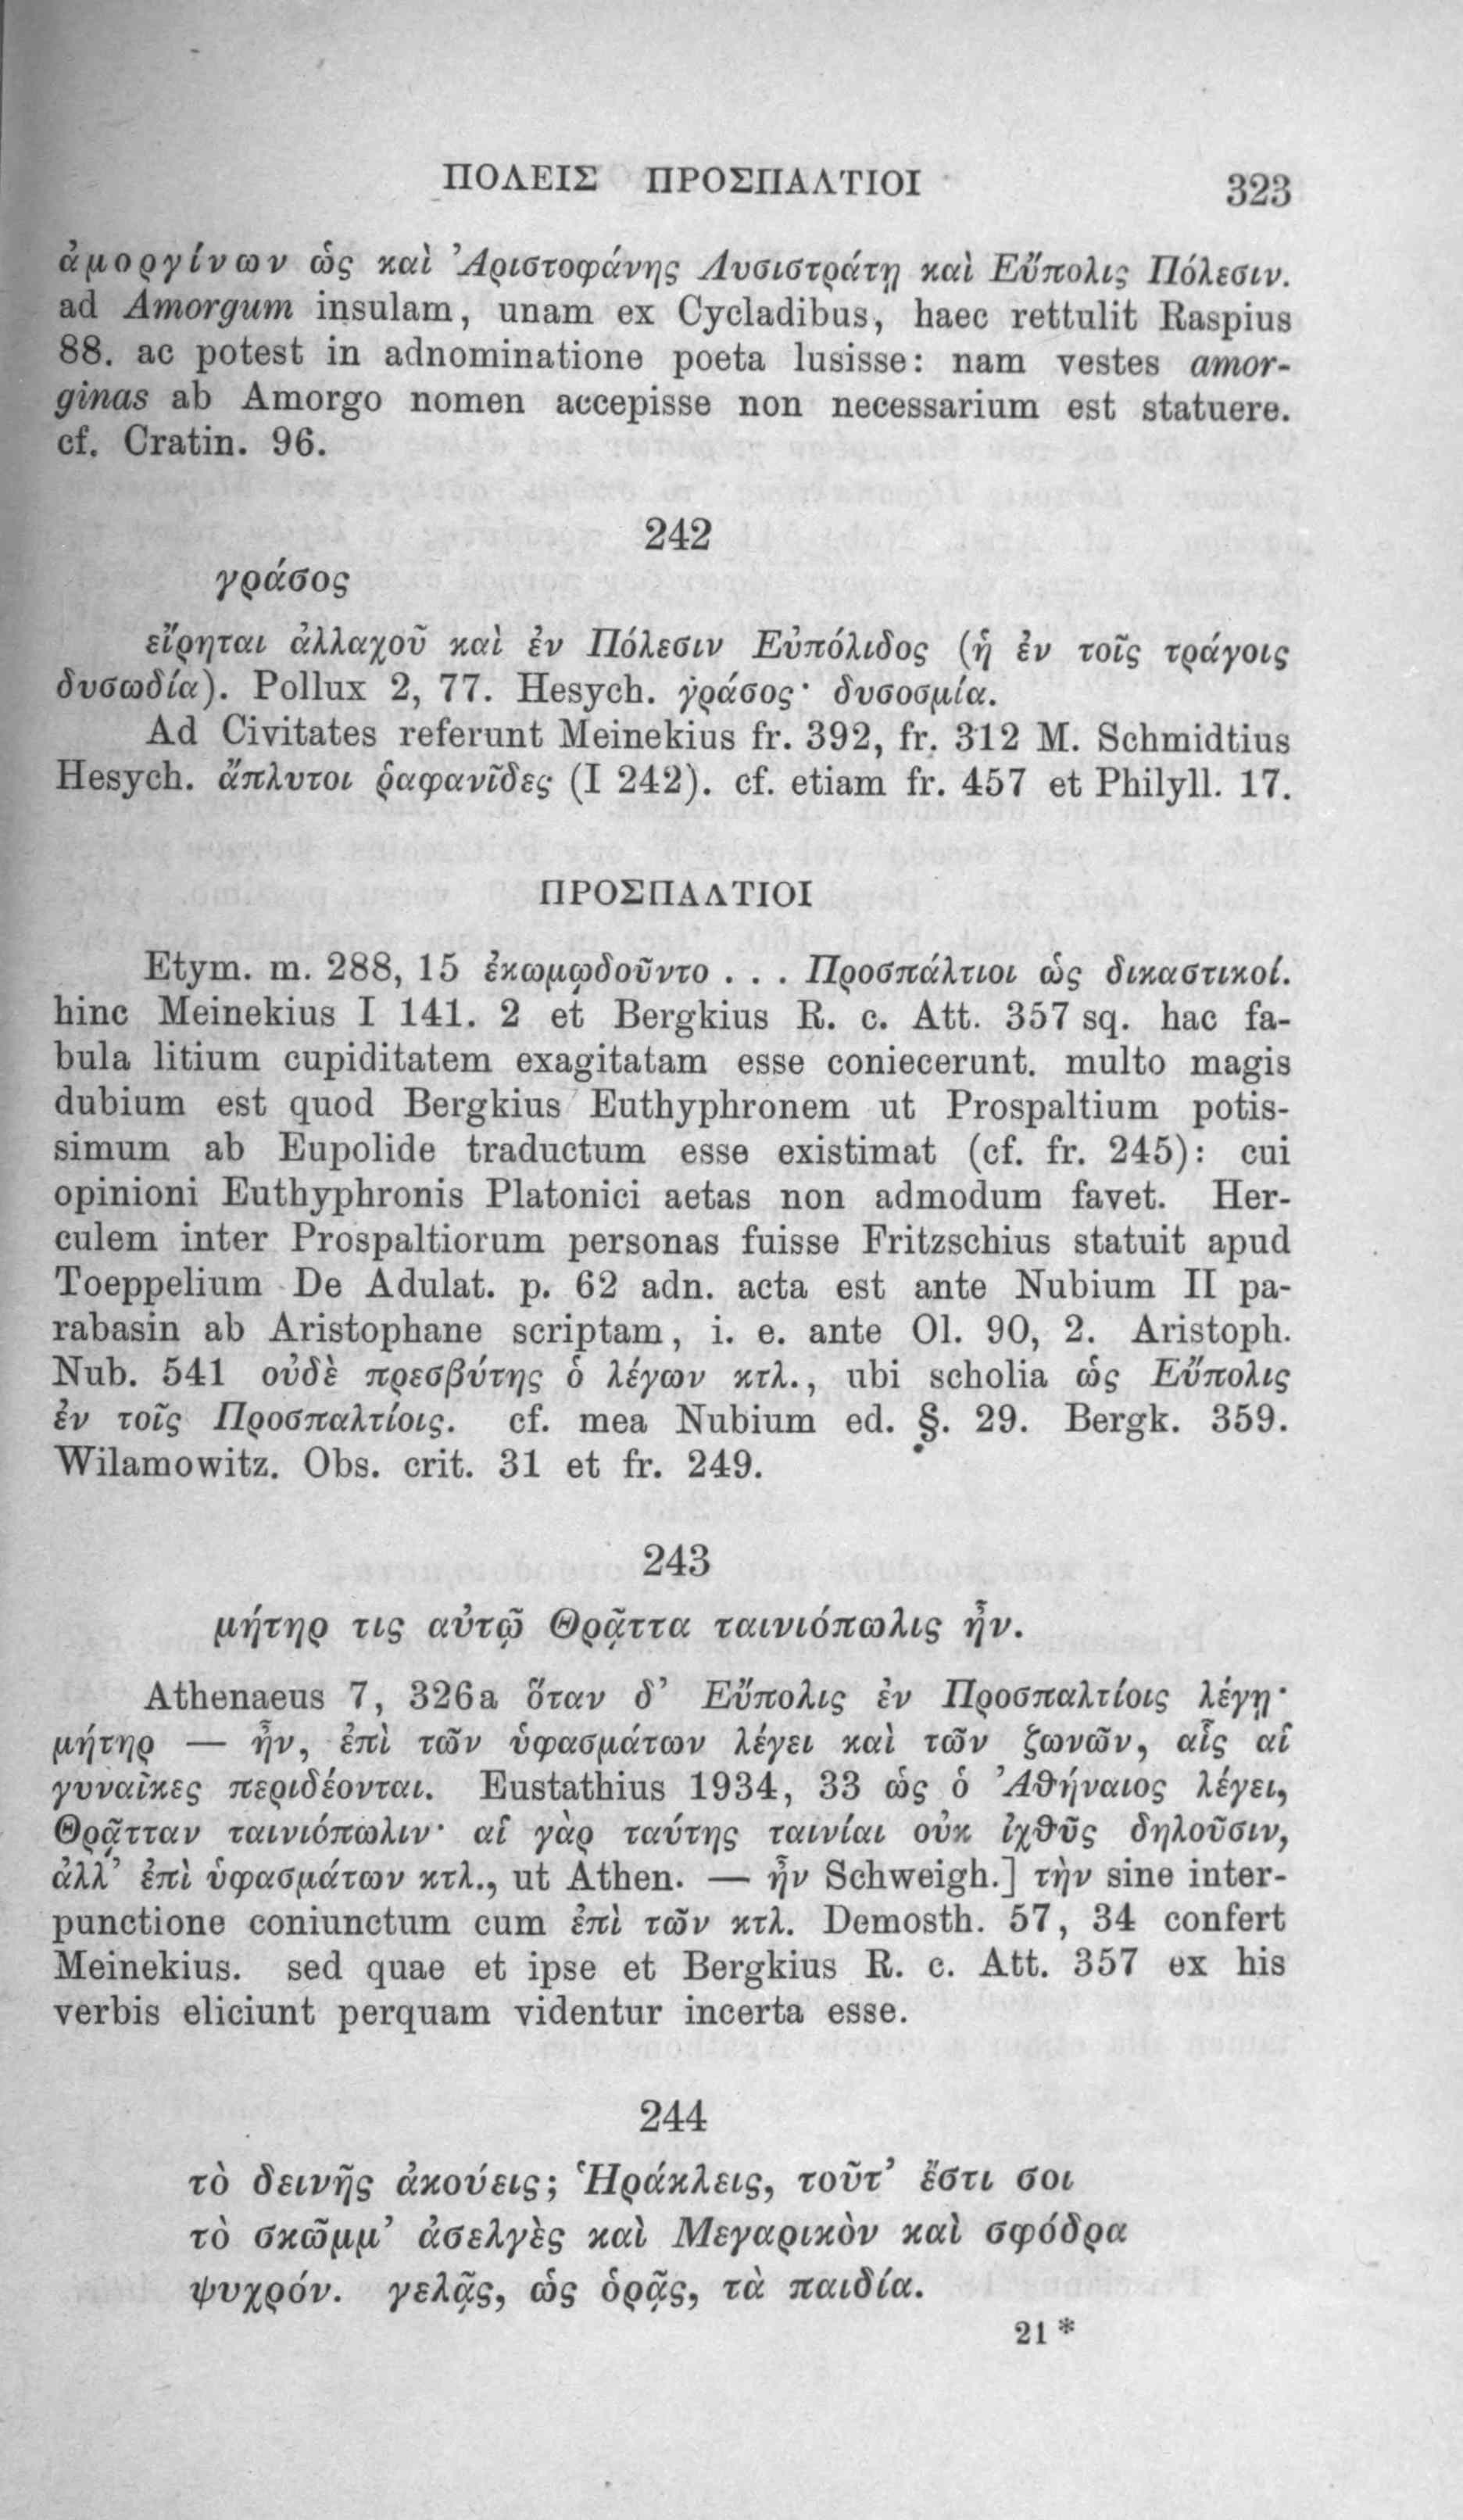 ΠΟΛΕΙΣ ΠΡΟΣΠΑΛΤΙΟΙ 323
ἀμοργίνων ὡς καὶ Ἀριστοφάνης Λυσιστράτῃ καὶ Εὔπολις Πόλεσιν.
ad Amorgum insulam, unam ex Cycladibus, haec rettulit Raspius
88. ac potest in adnominatione poeta lusisse: nam vestes amor-
ginas ab Amorgo nomen accepisse non necessarium est statuere.
cf. Cratin. 96.
242
γράσος
εἴρηται ἀλλαχοῦ καὶ ἐν Πόλεσιν Εὐπόλιδος (ἡ ἐν τοῖς τράγοις
δυσωδία). Pollux 2, 77. Hesych. γράσος· δυσοσμία.
Ad Civitates referunt Meinekius fr. 392, fr. 312 M. Schmidtius
Hesych. ἄπλυτοι ῥαφανῖδες (I 242). cf. etiam fr. 457 et Philyll. 17.
ΠΡΟΣΠΑΛΤΙΟΙ
Etym. m. 288, 15 ἐκωμῳδοῦντο . . . Προσπάλτιοι ὡς δικαστικοί.
hinc Meinekius I 141. 2 et Bergkius R. c. Att. 357 sq. hac fa-
bula litium cupiditatem exagitatam esse coniecerunt. multo magis
dubium est quod Bergkius Euthyphronem ut Prospaltium potis-
simum ab Eupolide traductum esse existimat (cf. fr. 245): cui
opinioni Euthyphronis Platonici aetas non admodum favet. Her-
culem inter Prospaltiorum personas fuisse Fritzschius statuit apud
Toeppelium De Adulat. p. 62 adn. acta est ante Nubium II pa-
rabasin ab Aristophane scriptam, i. e. ante Ol. 90, 2. Aristoph.
Nub. 541 οὐδὲ πρεσβύτης ὁ λέγων κτλ., ubi scholia ὡς Εὔπολις
ἐν τοῖς Προσπαλτίοις. cf. mea Nubium ed. §. 29. Bergk. 359.
Wilamowitz. Obs. crit. 31 et fr. 249.
243
μήτηρ τις αὐτῷ Θρᾷττα ταινιόπωλις ἦν.
Athenaeus 7, 326a ὅταν δ’ Εὔπολις ἐν Προσπαλτίοις λέγῃ·
μήτηρ — ἦν, ἐπὶ τῶν ὑφασμάτων λέγει καὶ τῶν ζωνῶν, αἷς αἱ
γυναῖκες περιδέονται. Eustathius 1934, 33 ὡς ὁ Ἀθήναιος λέγει,
Θρᾷτταν ταινιόπωλιν· αἱ γὰρ ταύτης ταινίαι οὐκ ἰχθῦς δηλοῦσιν,
ἀλλ’ ἐπὶ ὑφασμάτων κτλ., ut Athen. — ἦν Schweigh.] τὴν sine inter-
punctione coniunctum cum ἐπὶ τῶν κτλ. Demosth. 57, 34 confert
Meinekius. sed quae et ipse et Bergkius R. c. Att. 357 ex his
verbis eliciunt perquam videntur incerta esse.
244
τὸ δεινῆς ἀκούεις; Ἡράκλεις, τοῦτ’ ἔστι σοι
τὸ σκῶμμ’ ἀσελγὲς καὶ Μεγαρικὸν καὶ σφόδρα
ψυχρόν. γελᾷς, ὡς ὁρᾷς, τὰ παιδία.
21*